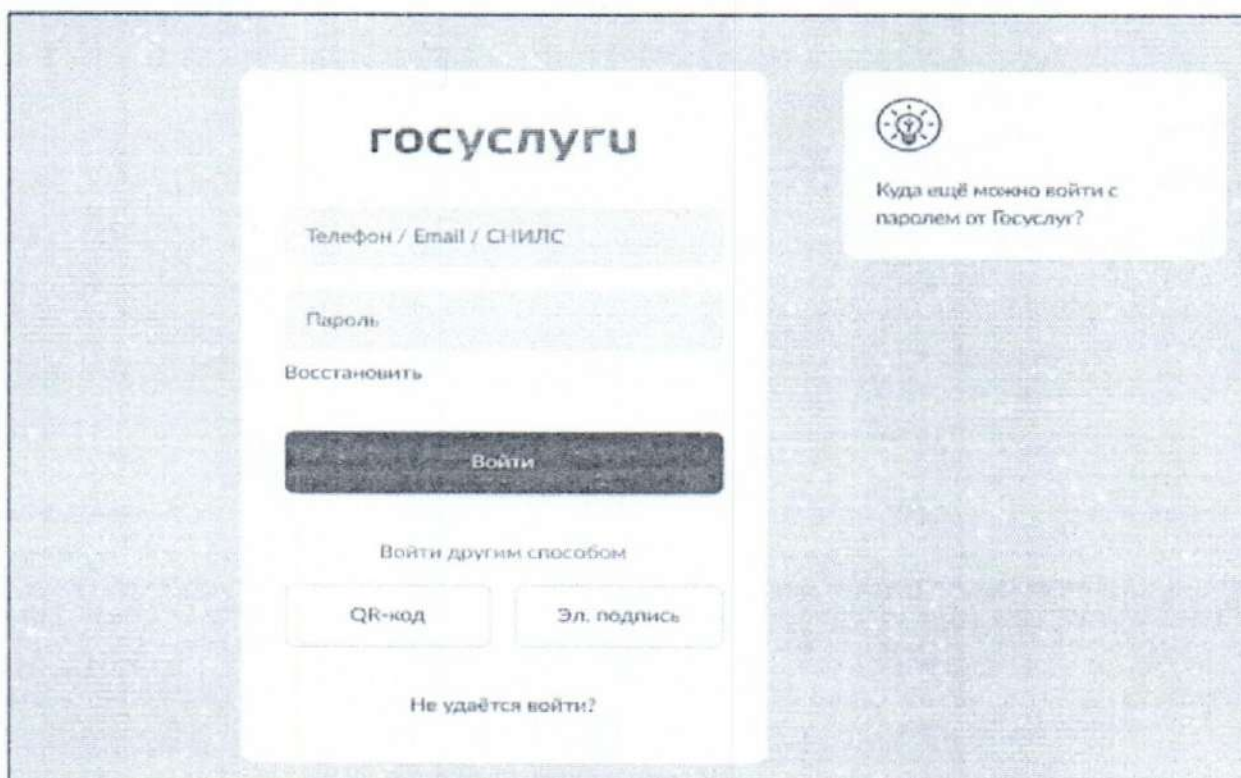 госуслуги
Телефон / Email / СНИЛС
Пароль
Восстановить
Войти
Войти другим способом
QR-код
Эл. подпись
Не удаётся войти?
Куда ещё можно войти с
паролем от Госуслуг?